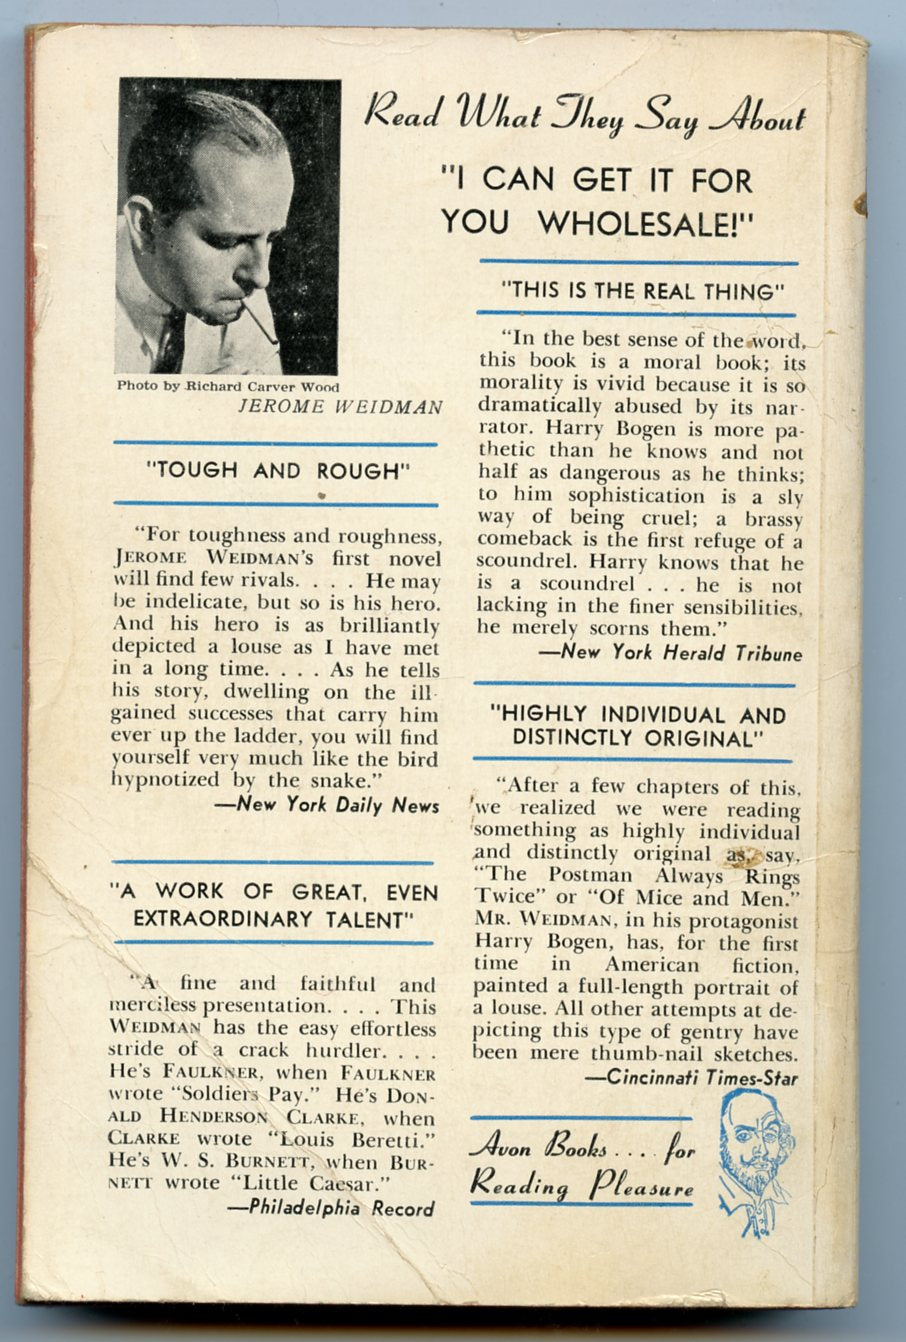 Read What They Say About
"I CAN GET IT FOR
YOU WHOLESALE!"
Photo by Richard Carver Wood
JEROME WEIDMAN
"TOUGH AND ROUGH"
"For toughness and roughness,
JEROME WEIDMAN'S first novel
will find few rivals. . . . He may
be indelicate, but so is his hero.
And his hero is as brilliantly
depicted a louse as I have met
in a long time. . . . As he tells
his story, dwelling on the ill-
gained successes that carry him
ever up the ladder, you will find
yourself very much like the bird
hypnotized by the snake."
—New York Daily News
"A WORK OF GREAT, EVEN
EXTRAORDINARY TALENT"
"A fine and faithful and
merciless presentation. . . . This
WEIDMAN has the easy effortless
stride of a crack hurdler. . . .
He's FAULKNER, when FAULKNER
wrote "Soldiers Pay." He's DON-
ALD HENDERSON CLARKE, when
CLARKE wrote "Louis Beretti."
He's W. S. BURNETT, when BUR-
NETT wrote "Little Caesar."
—Philadelphia Record
"THIS IS THE REAL THING"
"In the best sense of the word,
this book is a moral book; its
morality is vivid because it is so
dramatically abused by its nar-
rator. Harry Bogen is more pa-
thetic than he knows and not
half as dangerous as he thinks;
to him sophistication is a sly
way of being cruel; a brassy
comeback is the first refuge of a
scoundrel. Harry knows that he
is a scoundrel . . . he is not
lacking in the finer sensibilities,
he merely scorns them."
—New York Herald Tribune
"HIGHLY INDIVIDUAL AND
DISTINCTLY ORIGINAL"
"After a few chapters of this,
we realized we were reading
something as highly individual
and distinctly original as, say,
"The Postman Always Rings
Twice" or "Of Mice and Men."
MR. WEIDMAN, in his protagonist
Harry Bogen, has, for the first
time in American fiction,
painted a full-length portrait of
a louse. All other attempts at de-
picting this type of gentry have
been mere thumb-nail sketches.
—Cincinnati Times-Star
Avon Books . . . for
Reading Pleasure